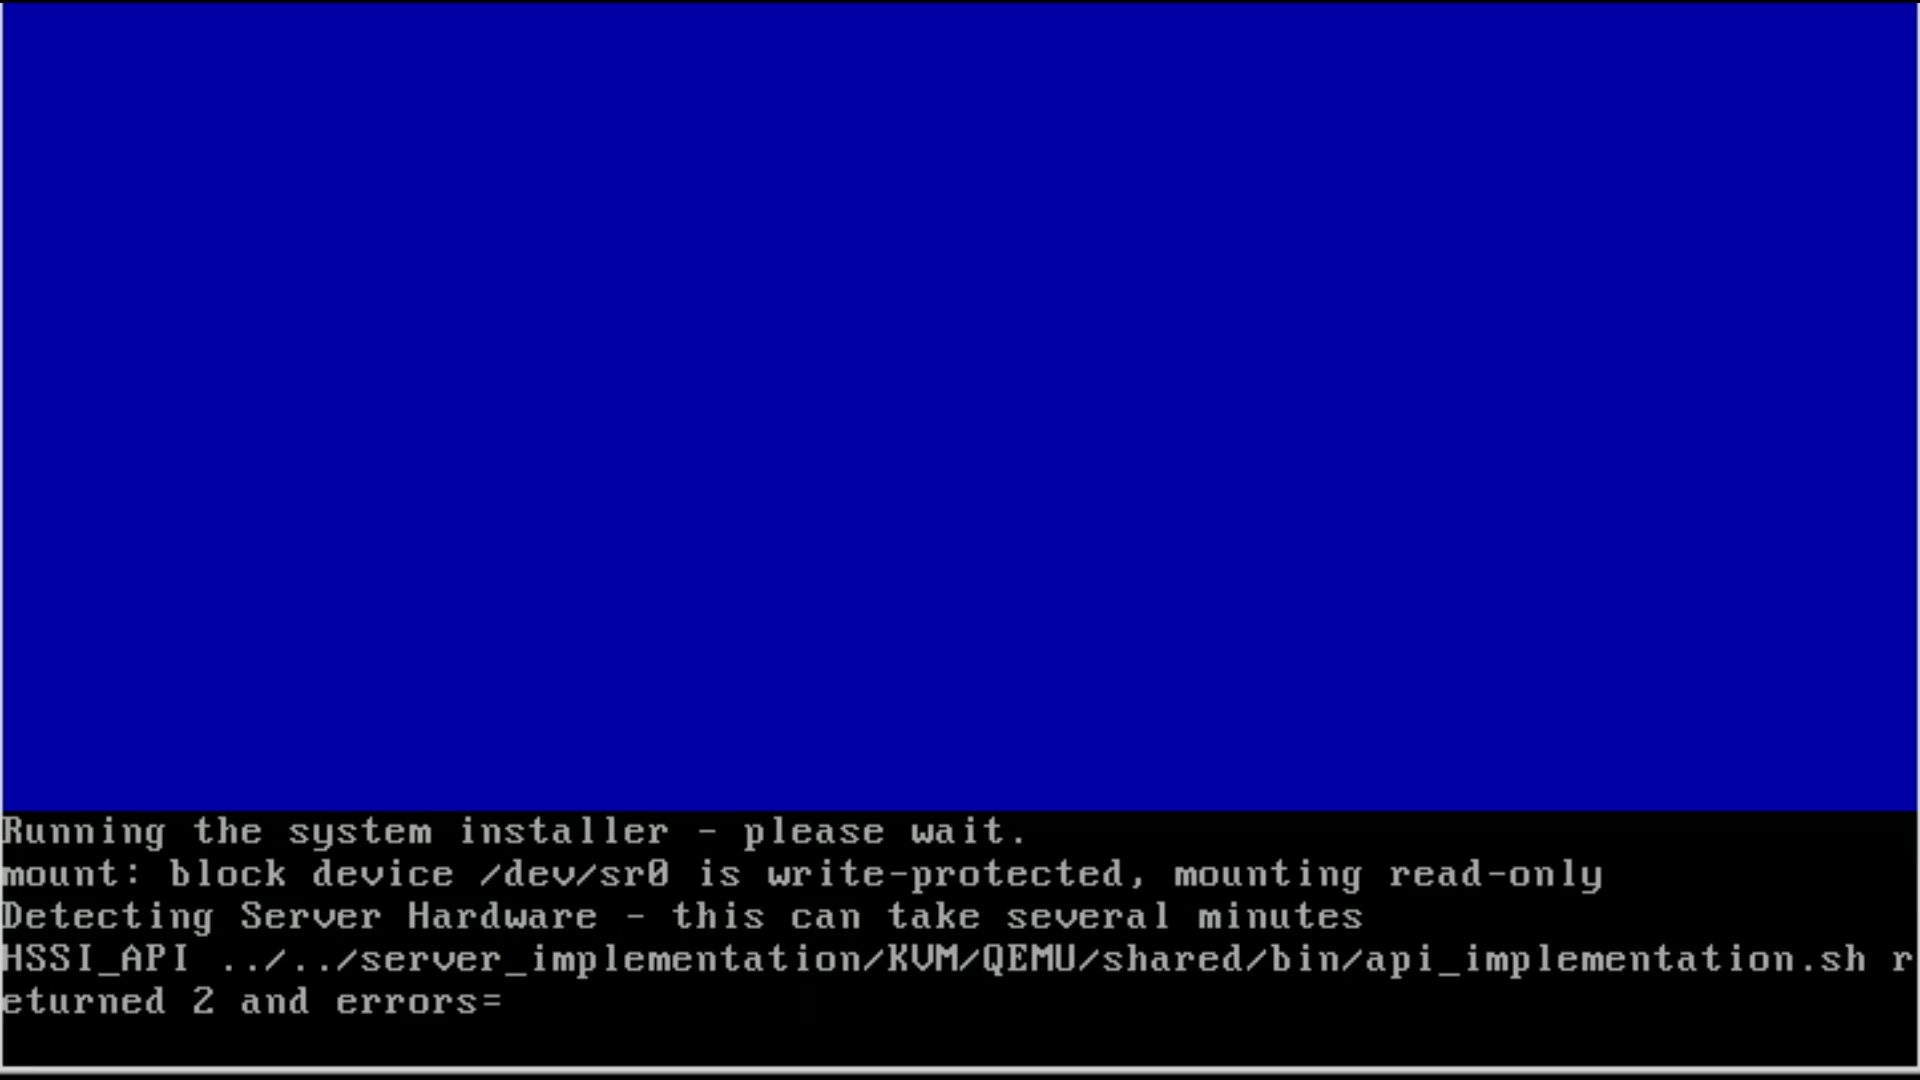 Running the system installer - please wait.
mount: block device /dev/sr0 is write-protected, mounting read-only
Detecting Server Hardware - this can take several minutes
HSSI_API ../../server_implementation/KVM/QEMU/shared/bin/api_implementation.sh r
eturned 2 and errors=